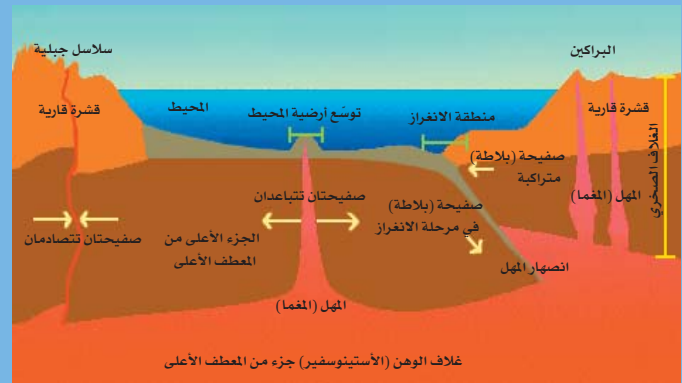 البراكين
سلاسل جبلية
قشرة قارية
منطقة الانغراز
توسّع أرضية المحيط
المحيط
قشرة قارية
الغلاف الصخري
صفيحة (بلاطة)
متراكبة
المهل (المغما)
صفيحة (بلاطة)
في مرحلة الانغراز
صفيحتان تتباعدان
الجزء الأعلى من
المعطف الأعلى
صفيحتان تتصادمان
انصهار المهل
المهل (المغما)
غلاف الوهن (الأستينوسفير) جزء من المعطف الأعلى